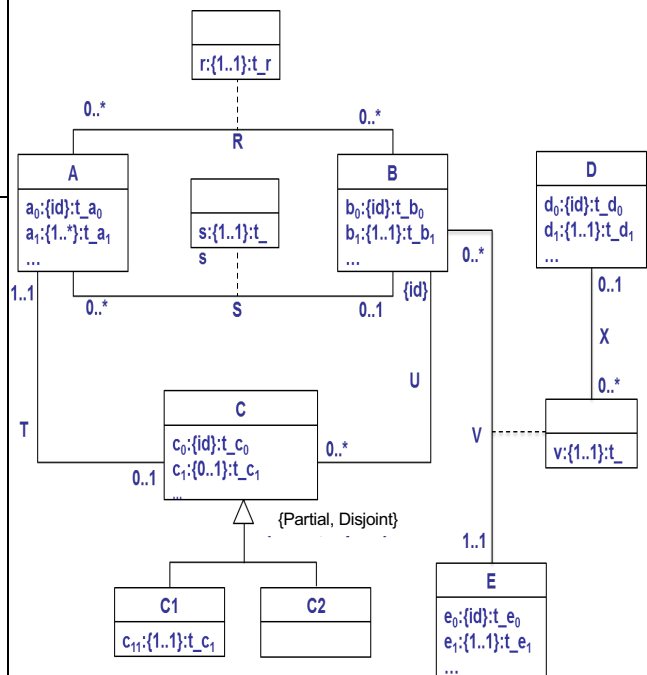 r:{1..1}:t_r
0..*
0..*
R
A
B
D
a₀:{id}:t_a₀
a₁:{1..*}:t_a₁
...
s:{1..1}:t_
s
b₀:{id}:t_b₀
b₁:{1..1}:t_b₁
...
d₀:{id}:t_d₀
d₁:{1..1}:t_d₁
...
1..1
0..*
S
0..1
{id}
0..*
0..1
X
U
0..*
T
C
c₀:{id}:t_c₀
c₁:{0..1}:t_c₁
...
0..1
0..*
V
v:{1..1}:t_
{Partial, Disjoint}
1..1
C1
c₁₁:{1..1}:t_c₁
C2
E
e₀:{id}:t_e₀
e₁:{1..1}:t_e₁
...